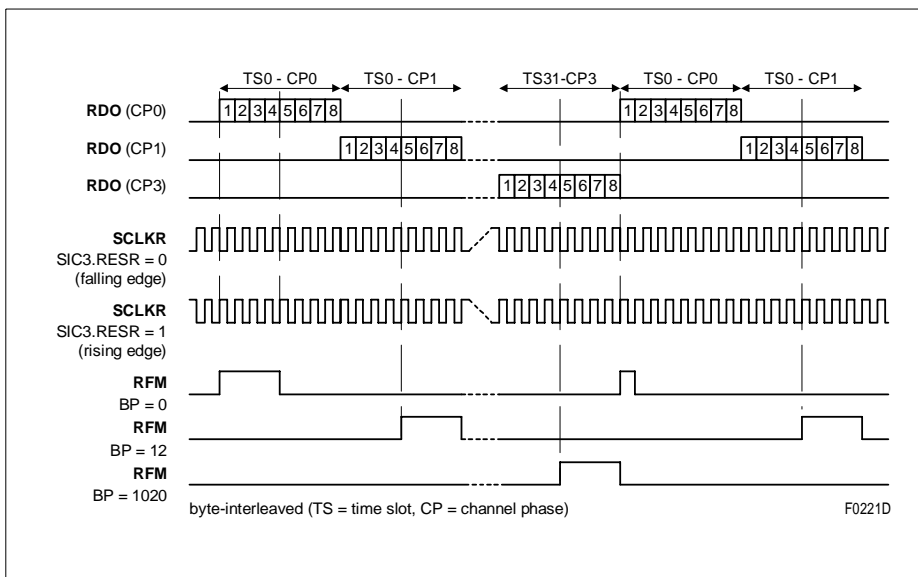 TS0 - CP0 TS0 - CP1 TS31-CP3 TS0 - CP0 TS0 - CP1
RDO (CP0) 1 2 3 4 5 6 7 8 1 2 3 4 5 6 7 8
RDO (CP1) 1 2 3 4 5 6 7 8 1 2 3 4 5 6 7 8
RDO (CP3) 1 2 3 4 5 6 7 8
SCLKR
SIC3.RESR = 0
(falling edge)
SCLKR
SIC3.RESR = 1
(rising edge)
RFM
BP = 0
RFM
BP = 12
RFM
BP = 1020
byte-interleaved (TS = time slot, CP = channel phase) F0221D